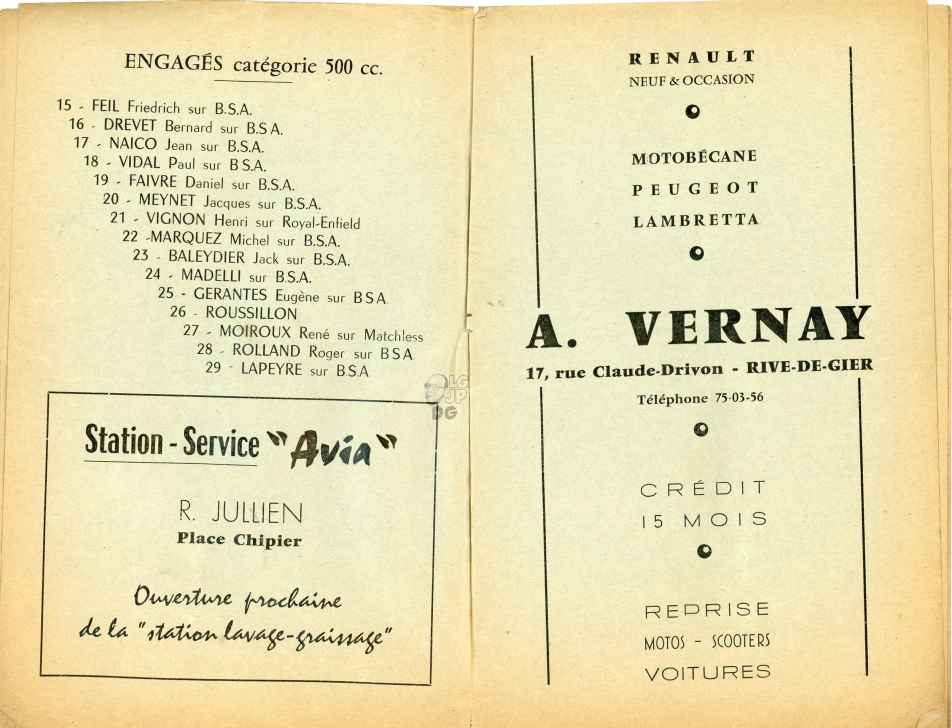 ENGAGÉS catégorie 500 cc.
15 - FEIL Friedrich sur B.S.A.
16 - DREVET Bernard sur B.S A.
17 - NAICO Jean sur B.S.A.
18 - VIDAL Paul sur B S.A.
19 - FAIVRE Daniel sur B.S.A.
20 - MEYNET Jacques sur B.S.A.
21 - VIGNON Henri sur Royal-Enfield
22 -MARQUEZ Michel sur B.S.A.
23 - BALEYDIER Jack sur B.S.A.
24 - MADELLI sur B.S.A.
25 - GERANTES Eugène sur B S A.
26 - ROUSSILLON
27 - MOIROUX René sur Matchless
28 - ROLLAND Roger sur B S A
29 - LAPEYRE sur B.S.A
LG
JP
DG
Station - Service "Avia"
R. JULLIEN
Place Chipier
Ouverture prochaine
de la "station lavage-graissage"
RENAULT
NEUF & OCCASION
MOTOBÉCANE
PEUGEOT
LAMBRETTA
A. VERNAY
17, rue Claude-Drivon - RIVE-DE-GIER
Téléphone 75-03-56
CRÉDIT
15 MOIS
REPRISE
MOTOS - SCOOTERS
VOITURES